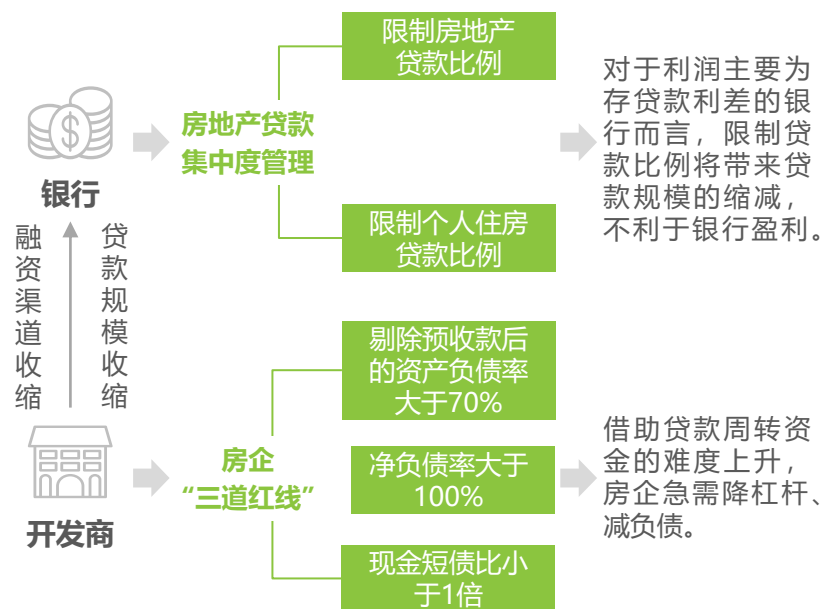 限制房地产
贷款比例
房地产贷款
集中度管理
银行
限制个人住房
贷款比例
对于利润主要为
存贷款利差的银
行而言，限制贷
款比例将带来贷
款规模的缩减，
不利于银行盈利。
融资渠道收缩
贷款规模收缩
剔除预收款后
的资产负债率
大于70%
房企
“三道红线”
净负债率大于
100%
开发商
现金短债比小
于1倍
借助贷款周转资
金的难度上升，
房企急需降杠杆、
减负债。
$